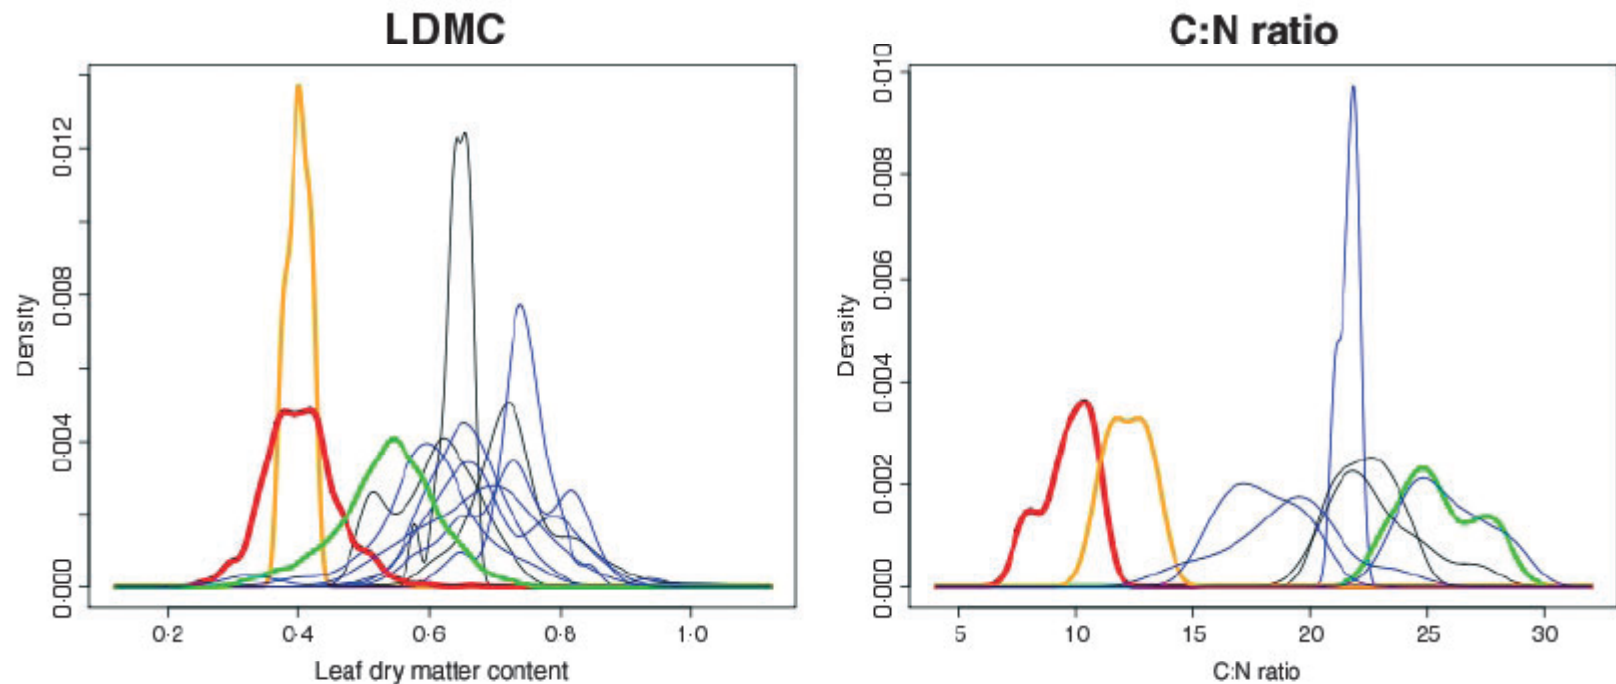 LDMC
C:N ratio
0·012
0·008
0·004
0·000
Density
0·2 0·4 0·6 0·8 1·0
Leaf dry matter content
0·010
0·008
0·006
0·004
0·002
0·000
Density
5 10 15 20 25 30
C:N ratio